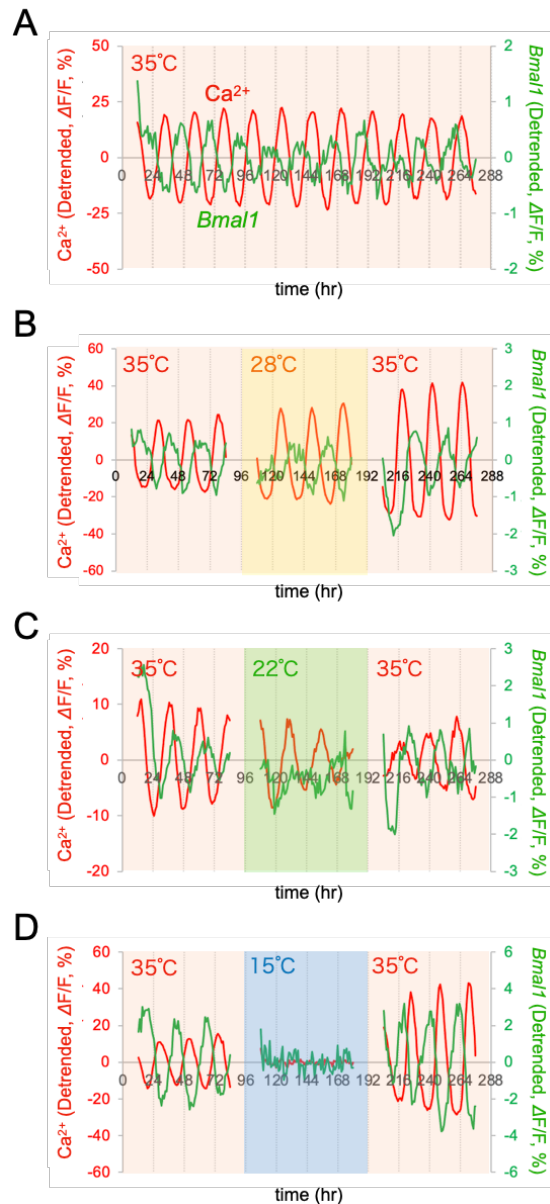 A
35℃
Ca²⁺
Bmal1
Ca²⁺ (Detrended, ΔF/F, %)
50
25
0
-25
-50
Bmal1 (Detrended, ΔF/F, %)
2
1
0
-1
-2
0 24 48 72 96 120 144 168 192 216 240 264 288
time (hr)
B
35℃ 28℃ 35℃
Ca²⁺ (Detrended, ΔF/F, %)
60
40
20
0
-20
-40
-60
Bmal1 (Detrended, ΔF/F, %)
3
2
1
0
-1
-2
-3
0 24 48 72 96 120 144 168 192 216 240 264 288
time (hr)
C
35℃ 22℃ 35℃
Ca²⁺ (Detrended, ΔF/F, %)
20
10
0
-10
-20
Bmal1 (Detrended, ΔF/F, %)
3
2
1
0
-1
-2
-3
0 24 48 72 96 120 144 168 192 216 240 264 288
time (hr)
D
35℃ 15℃ 35℃
Ca²⁺ (Detrended, ΔF/F, %)
60
40
20
0
-20
-40
-60
Bmal1 (Detrended, ΔF/F, %)
6
4
2
0
-2
-4
-6
0 24 48 72 96 120 144 168 192 216 240 264 288
time (hr)